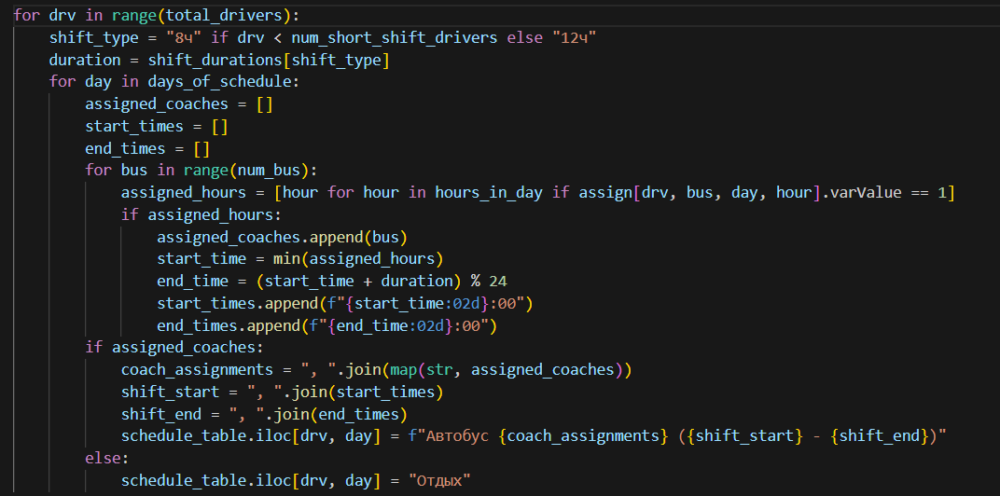 for drv in range(total_drivers):
    shift_type = "8ч" if drv < num_short_shift_drivers else "12ч"
    duration = shift_durations[shift_type]
    for day in days_of_schedule:
        assigned_coaches = []
        start_times = []
        end_times = []
        for bus in range(num_bus):
            assigned_hours = [hour for hour in hours_in_day if assign[drv, bus, day, hour].varValue == 1]
            if assigned_hours:
                assigned_coaches.append(bus)
                start_time = min(assigned_hours)
                end_time = (start_time + duration) % 24
                start_times.append(f"{start_time:02d}:00")
                end_times.append(f"{end_time:02d}:00")
        if assigned_coaches:
            coach_assignments = ", ".join(map(str, assigned_coaches))
            shift_start = ", ".join(start_times)
            shift_end = ", ".join(end_times)
            schedule_table.iloc[drv, day] = f"Автобус {coach_assignments} ({shift_start} - {shift_end})"
        else:
            schedule_table.iloc[drv, day] = "Отдых"